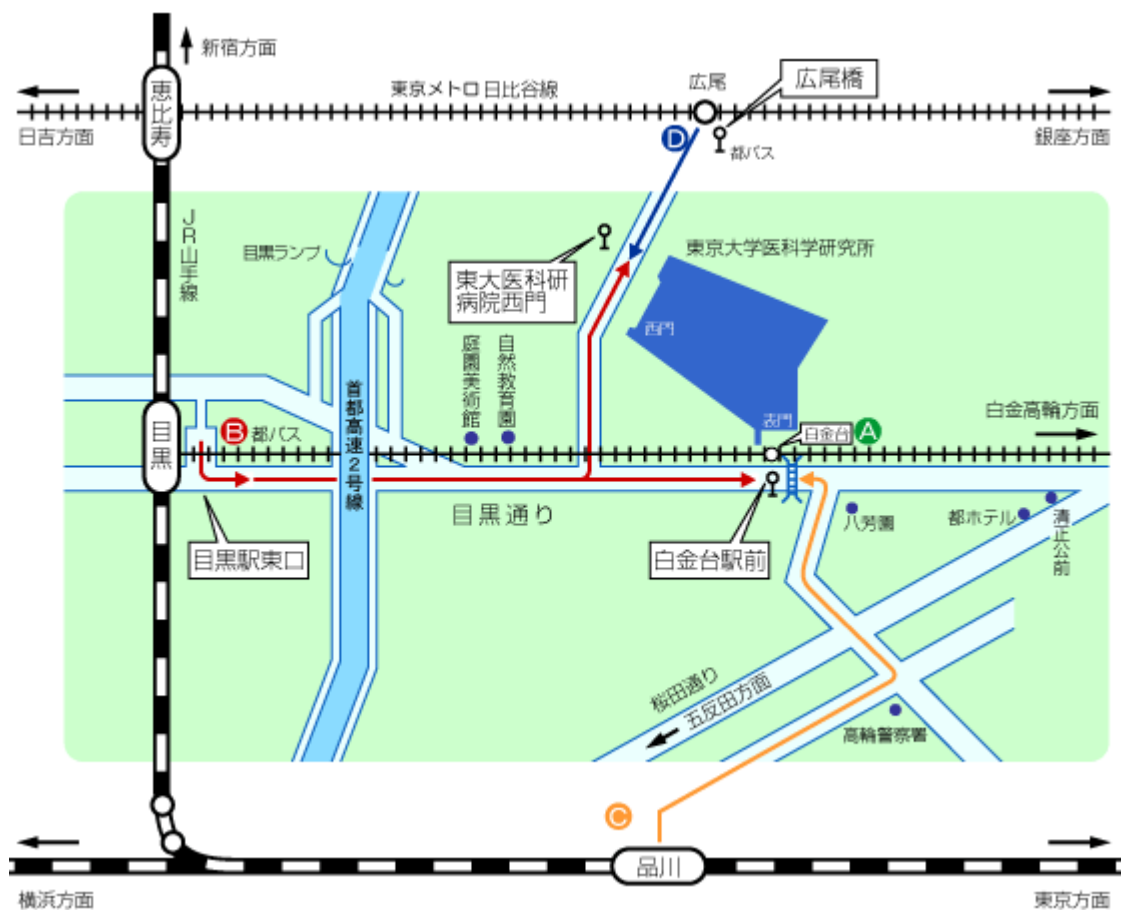 新宿方面
恵比寿
東京メトロ日比谷線
広尾
広尾橋
日吉方面
銀座方面
D
都バス
JR山手線
目黒ランプ
東京大学医科学研究所
東大医科研
病院西門
西門
庭園美術館
自然教育園
首都高速2号線
表門
白金高輪方面
目黒
B
都バス
白金台
A
目黒通り
八芳園
都ホテル
清正公前
目黒駅東口
白金台駅前
桜田通り
五反田方面
高輪警察署
C
品川
横浜方面
東京方面